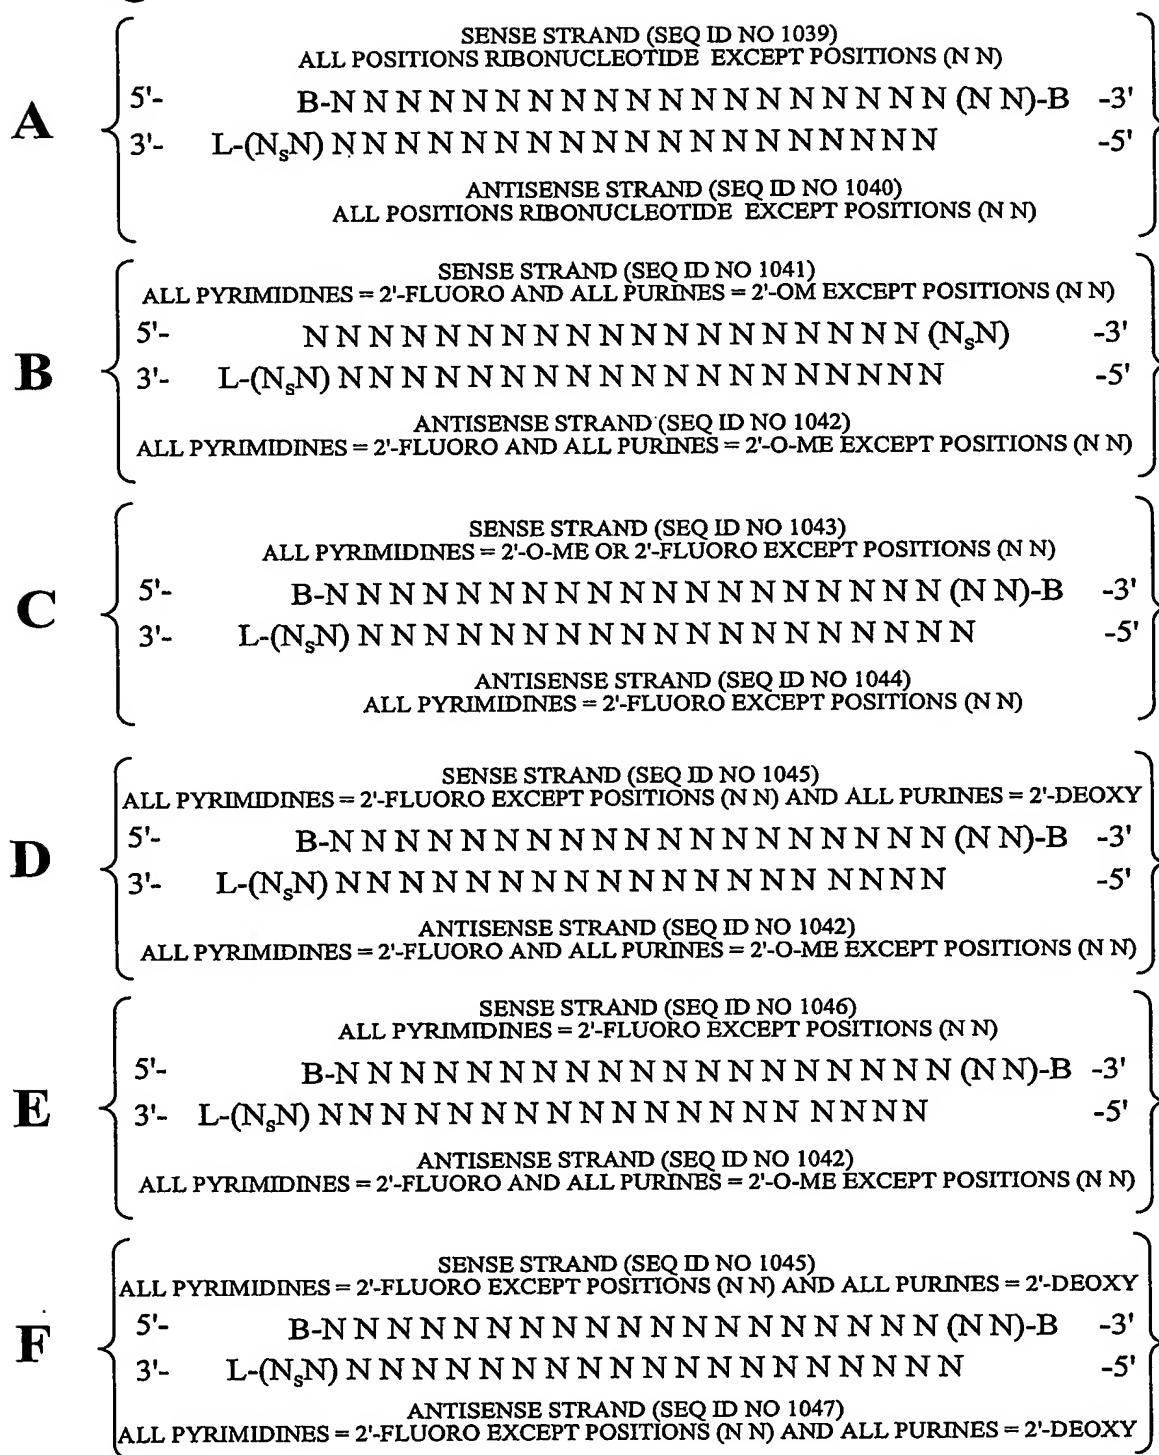 SENSE STRAND (SEQ ID NO 1039)
ALL POSITIONS RIBONUCLEOTIDE EXCEPT POSITIONS (N N)
A
5'- B-N N N N N N N N N N N N N N N N N N N (N N)-B -3'
3'- L-(NsN) N N N N N N N N N N N N N N N N N N N -5'
ANTISENSE STRAND (SEQ ID NO 1040)
ALL POSITIONS RIBONUCLEOTIDE EXCEPT POSITIONS (N N)
SENSE STRAND (SEQ ID NO 1041)
ALL PYRIMIDINES = 2'-FLUORO AND ALL PURINES = 2'-OM EXCEPT POSITIONS (N N)
B
5'- N N N N N N N N N N N N N N N N N N N (NsN) -3'
3'- L-(NsN) N N N N N N N N N N N N N N N N N N N -5'
ANTISENSE STRAND (SEQ ID NO 1042)
ALL PYRIMIDINES = 2'-FLUORO AND ALL PURINES = 2'-O-ME EXCEPT POSITIONS (N N)
SENSE STRAND (SEQ ID NO 1043)
ALL PYRIMIDINES = 2'-O-ME OR 2'-FLUORO EXCEPT POSITIONS (N N)
C
5'- B-N N N N N N N N N N N N N N N N N N N (N N)-B -3'
3'- L-(NsN) N N N N N N N N N N N N N N N N N N N -5'
ANTISENSE STRAND (SEQ ID NO 1044)
ALL PYRIMIDINES = 2'-FLUORO EXCEPT POSITIONS (N N)
SENSE STRAND (SEQ ID NO 1045)
ALL PYRIMIDINES = 2'-FLUORO EXCEPT POSITIONS (N N) AND ALL PURINES = 2'-DEOXY
D
5'- B-N N N N N N N N N N N N N N N N N N N (N N)-B -3'
3'- L-(NsN) N N N N N N N N N N N N N N N N N N N -5'
ANTISENSE STRAND (SEQ ID NO 1042)
ALL PYRIMIDINES = 2'-FLUORO AND ALL PURINES = 2'-O-ME EXCEPT POSITIONS (N N)
SENSE STRAND (SEQ ID NO 1046)
ALL PYRIMIDINES = 2'-FLUORO EXCEPT POSITIONS (N N)
E
5'- B-N N N N N N N N N N N N N N N N N N N (N N)-B -3'
3'- L-(NsN) N N N N N N N N N N N N N N N N N N N -5'
ANTISENSE STRAND (SEQ ID NO 1042)
ALL PYRIMIDINES = 2'-FLUORO AND ALL PURINES = 2'-O-ME EXCEPT POSITIONS (N N)
SENSE STRAND (SEQ ID NO 1045)
ALL PYRIMIDINES = 2'-FLUORO EXCEPT POSITIONS (N N) AND ALL PURINES = 2'-DEOXY
F
5'- B-N N N N N N N N N N N N N N N N N N N (N N)-B -3'
3'- L-(NsN) N N N N N N N N N N N N N N N N N N N -5'
ANTISENSE STRAND (SEQ ID NO 1047)
ALL PYRIMIDINES = 2'-FLUORO EXCEPT POSITIONS (N N) AND ALL PURINES = 2'-DEOXY